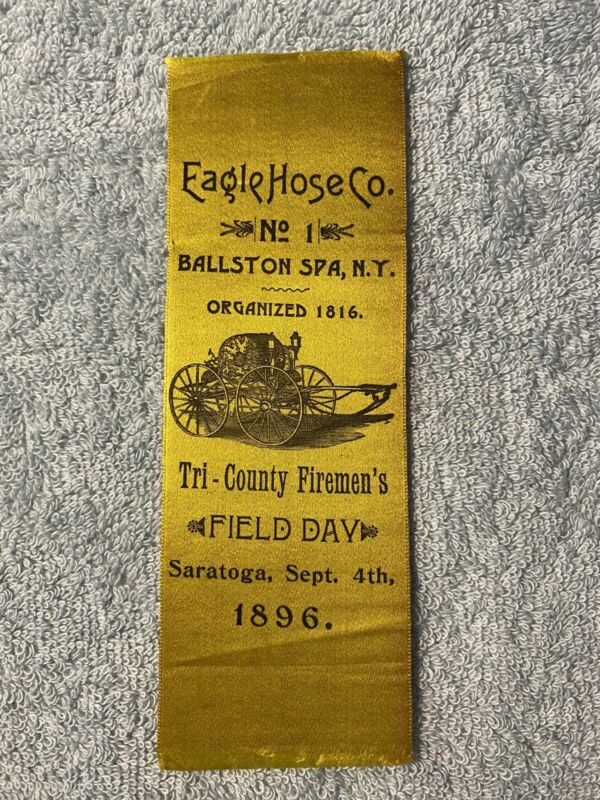 Eagle Hose Co.
No 1
BALLSTON SPA, N.Y.
ORGANIZED 1816.
Tri-County Firemen's
FIELD DAY
Saratoga, Sept. 4th,
1896.